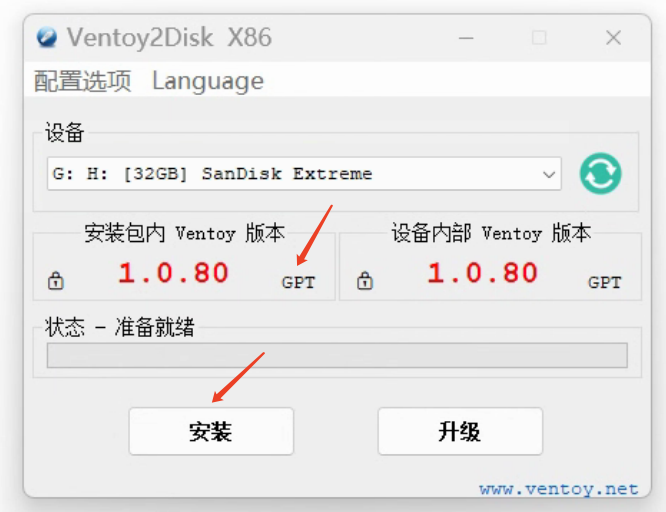 Ventoy2Disk X86
配置选项 Language
设备
G: H: [32GB] SanDisk Extreme
安装包内 Ventoy 版本 设备内部 Ventoy 版本
1.0.80 GPT 1.0.80 GPT
状态 - 准备就绪
安装 升级
www.ventoy.net